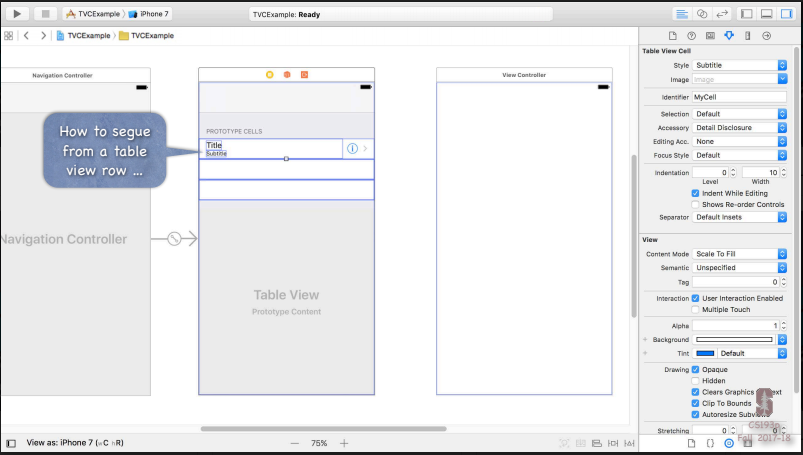 TVCExample
iPhone 7
TVCExample: Ready
TVCExample
TVCExample
Navigation Controller
How to segue
from a table
view row ...
Navigation Controller
PROTOTYPE CELLS
Title
Subtitle
Table View
Prototype Content
View Controller
Table View Cell
Style Subtitle
Image Image
Identifier MyCell
Selection Default
Accessory Detail Disclosure
Editing Acc. None
Focus Style Default
Indentation 0 10
Level Width
Indent While Editing
Shows Re-order Controls
Separator Default Insets
View
Content Mode Scale To Fill
Semantic Unspecified
Tag 0
Interaction User Interaction Enabled
Multiple Touch
Alpha 1
Background
Tint Default
Drawing Opaque
Hidden
Clears Graphics
Clip To Bounds
Autoresize
Stretching 0 0
CS193p
Fall 2017-18
View as: iPhone 7 (wC hR)
75%